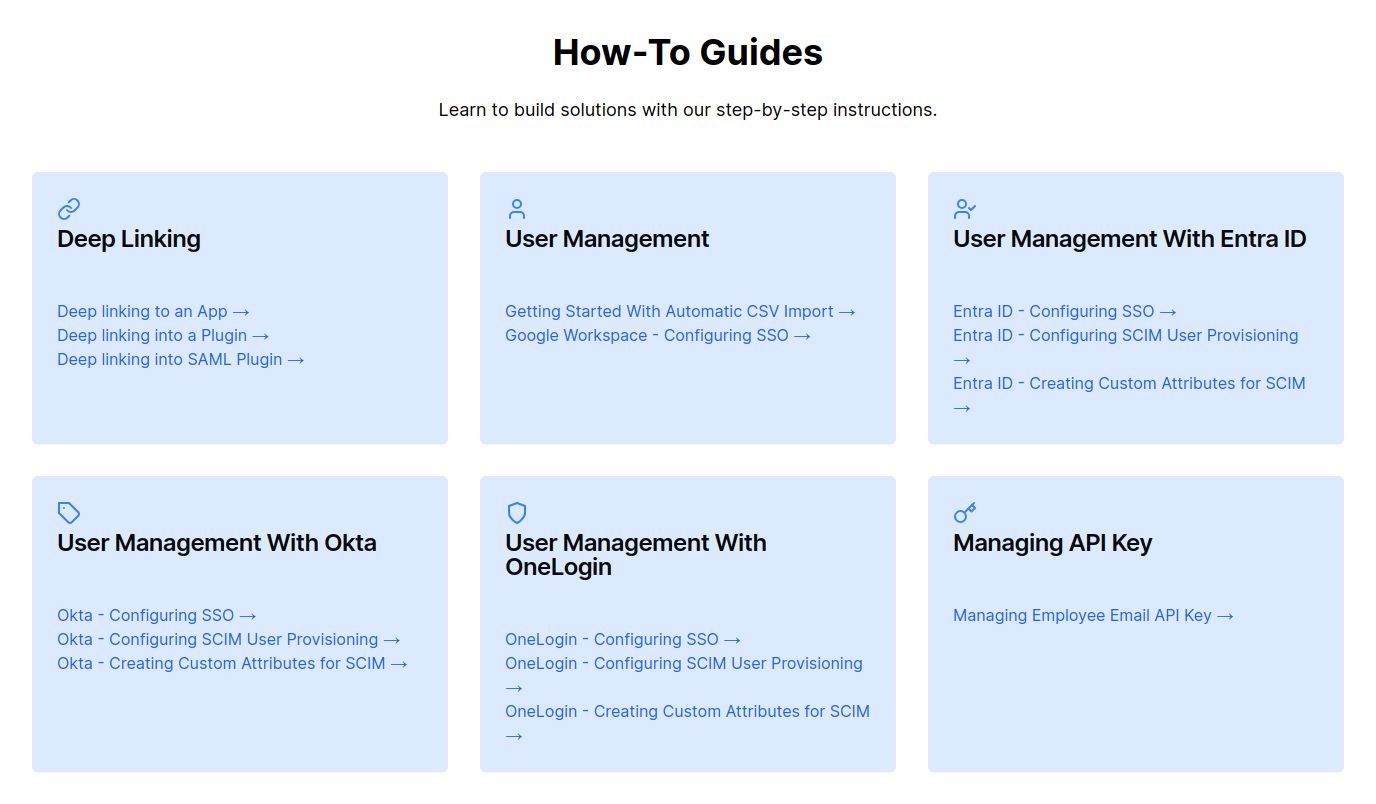 How-To Guides
Learn to build solutions with our step-by-step instructions.
Deep Linking
Deep linking to an App →
Deep linking into a Plugin →
Deep linking into SAML Plugin →
User Management
Getting Started With Automatic CSV Import →
Google Workspace - Configuring SSO →
User Management With Entra ID
Entra ID - Configuring SSO →
Entra ID - Configuring SCIM User Provisioning
→
Entra ID - Creating Custom Attributes for SCIM
→
User Management With Okta
Okta - Configuring SSO →
Okta - Configuring SCIM User Provisioning →
Okta - Creating Custom Attributes for SCIM →
User Management With
OneLogin
OneLogin - Configuring SSO →
OneLogin - Configuring SCIM User Provisioning
→
OneLogin - Creating Custom Attributes for SCIM
→
Managing API Key
Managing Employee Email API Key →